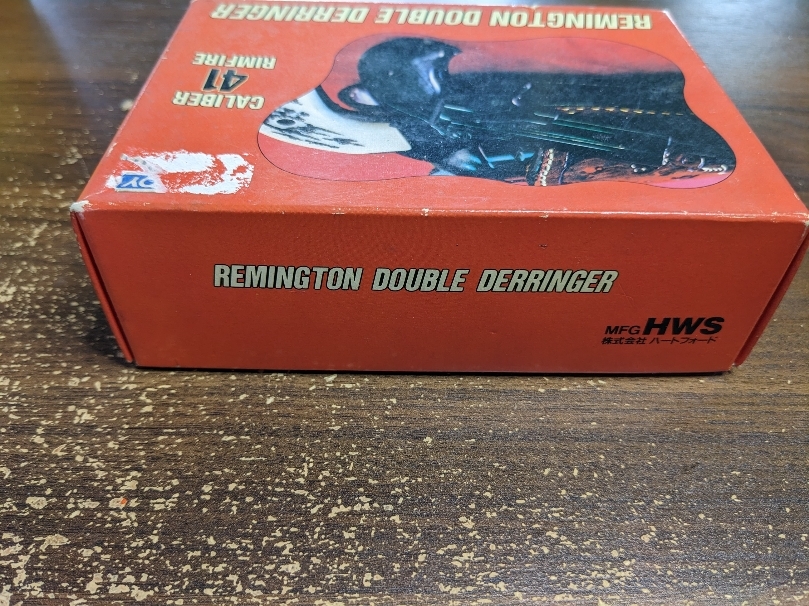 REMINGTON DOUBLE DERRINGER
CALIBER
41
RIMFIRE
REMINGTON DOUBLE DERRINGER
MFG HWS
株式会社 ハートフォード